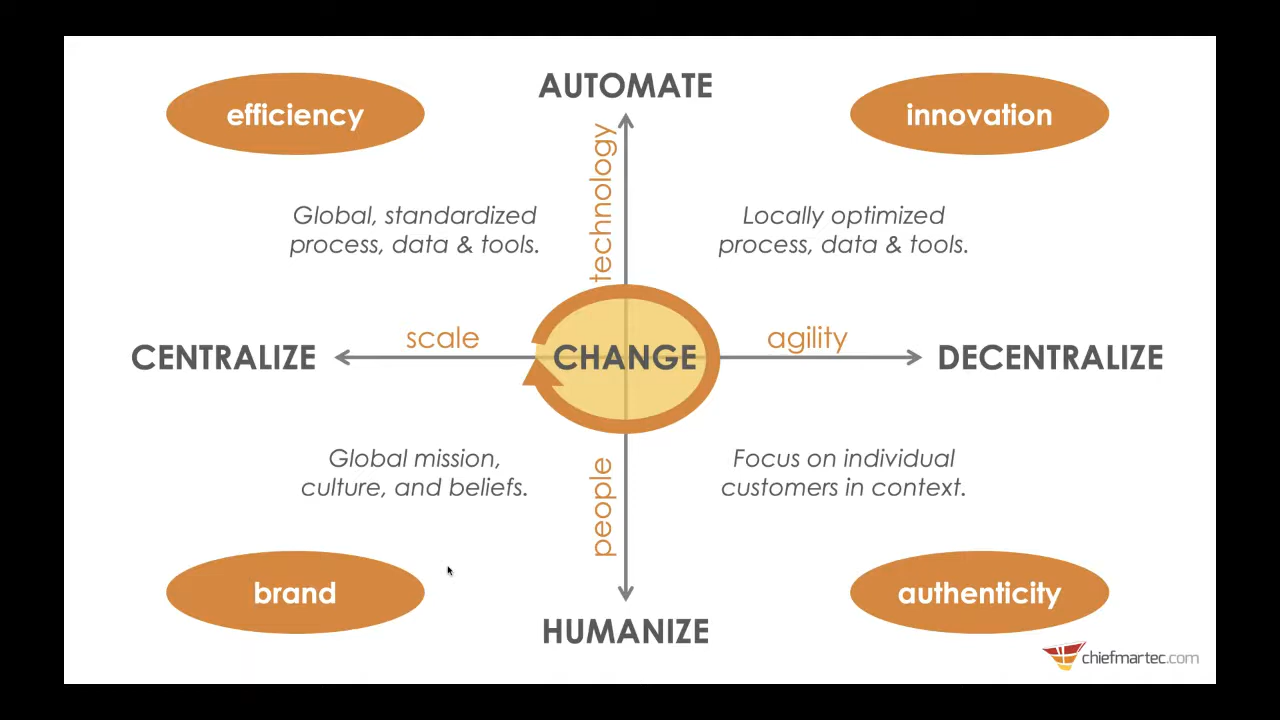 AUTOMATE
efficiency
innovation
technology
Global, standardized
process, data & tools.
Locally optimized
process, data & tools.
scale
agility
CENTRALIZE
CHANGE
DECENTRALIZE
people
Global mission,
culture, and beliefs.
Focus on individual
customers in context.
brand
authenticity
HUMANIZE
chiefmartec.com